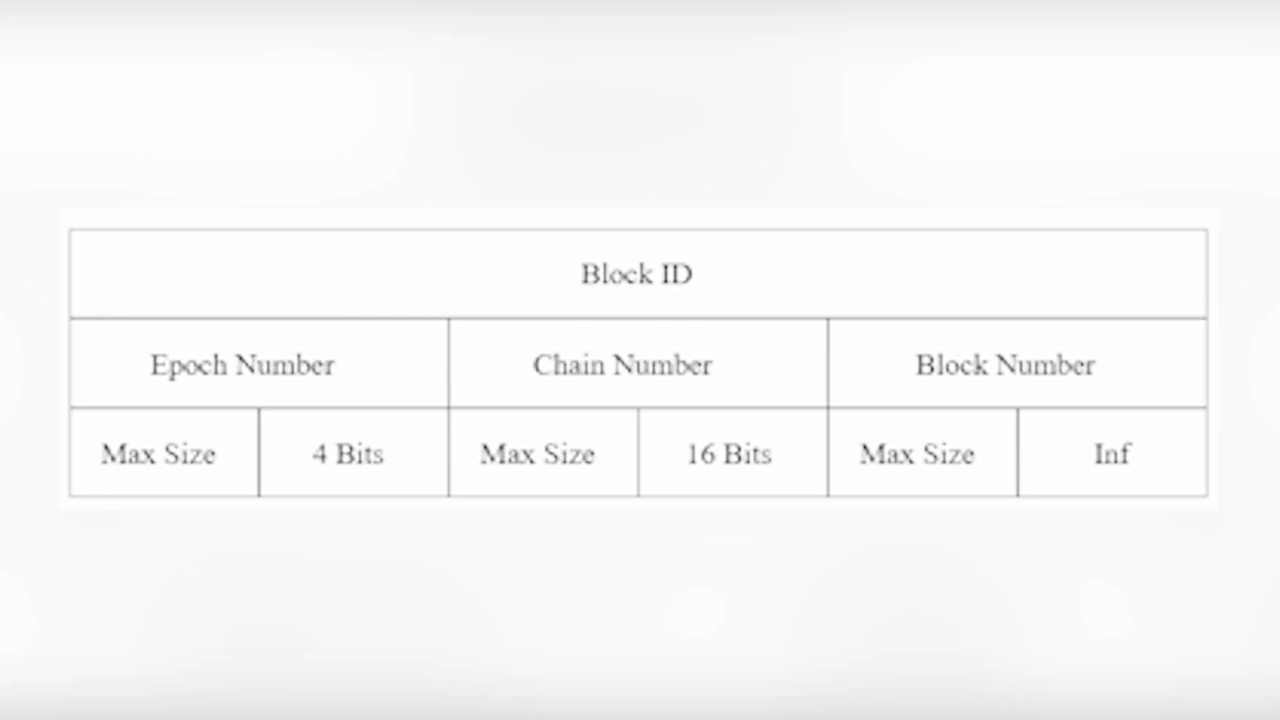 Block ID
Epoch Number Chain Number Block Number
Max Size 4 Bits Max Size 16 Bits Max Size Inf